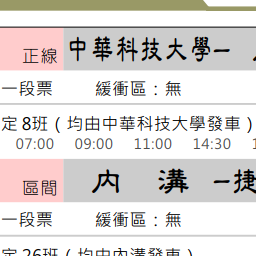 正線 中華科技大學－
一段票 緩衝區：無
定 8班（均由中華科技大學發車）
07:00 09:00 11:00 14:30
區間 內溝－捷
一段票 緩衝區：無
定 26班（均由內溝發車）